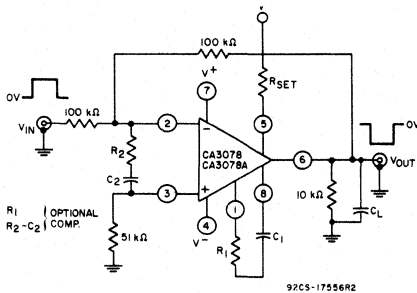 V
100 kΩ
RSET
0V
V+
7
100 kΩ
VIN
2
5
0V
R2
CA3078
CA3078A
6
VOUT
C2
3
8
10 kΩ
CL
R1
R2-C2
OPTIONAL
COMP.
51 kΩ
4
V-
1
R1
C1
92CS-17556R2